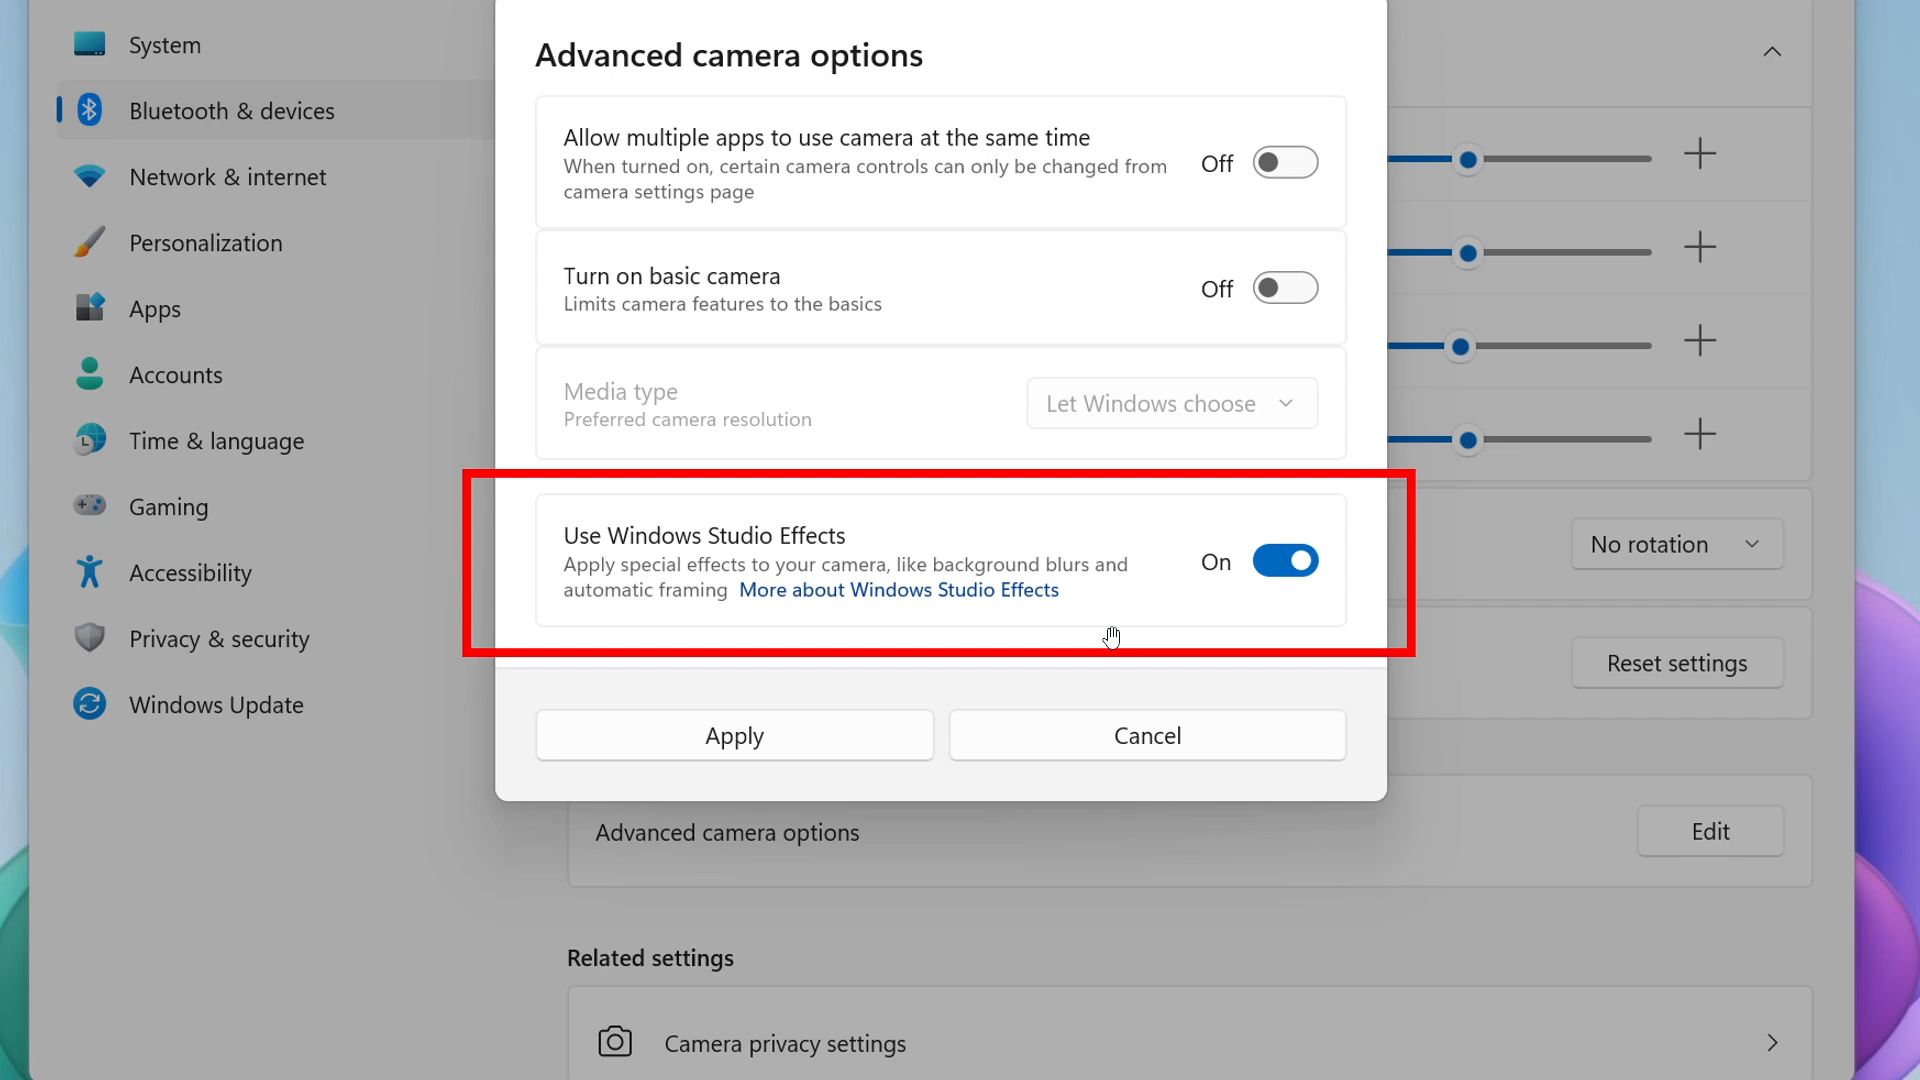 System
Bluetooth & devices
Network & internet
Personalization
Apps
Accounts
Time & language
Gaming
Accessibility
Privacy & security
Windows Update
Advanced camera options
Allow multiple apps to use camera at the same time
When turned on, certain camera controls can only be changed from
camera settings page
Off
Turn on basic camera
Limits camera features to the basics
Off
Media type
Preferred camera resolution
Let Windows choose
Use Windows Studio Effects
Apply special effects to your camera, like background blurs and
automatic framing More about Windows Studio Effects
On
Apply
Cancel
No rotation
Reset settings
Advanced camera options
Edit
Related settings
Camera privacy settings